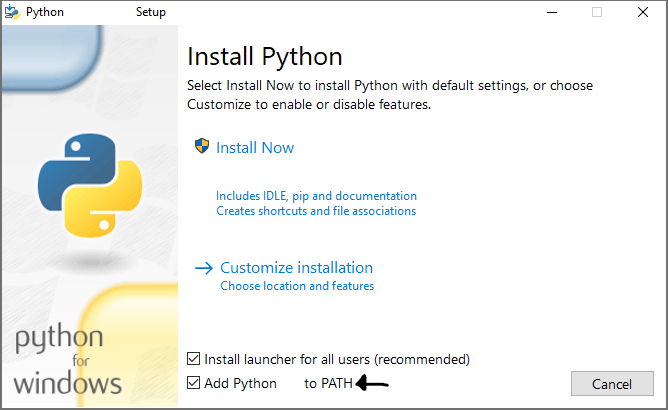 Python Setup
Install Python
Select Install Now to install Python with default settings, or choose
Customize to enable or disable features.
Install Now
Includes IDLE, pip and documentation
Creates shortcuts and file associations
Customize installation
Choose location and features
python
for
windows
Install launcher for all users (recommended)
Add Python to PATH
Cancel